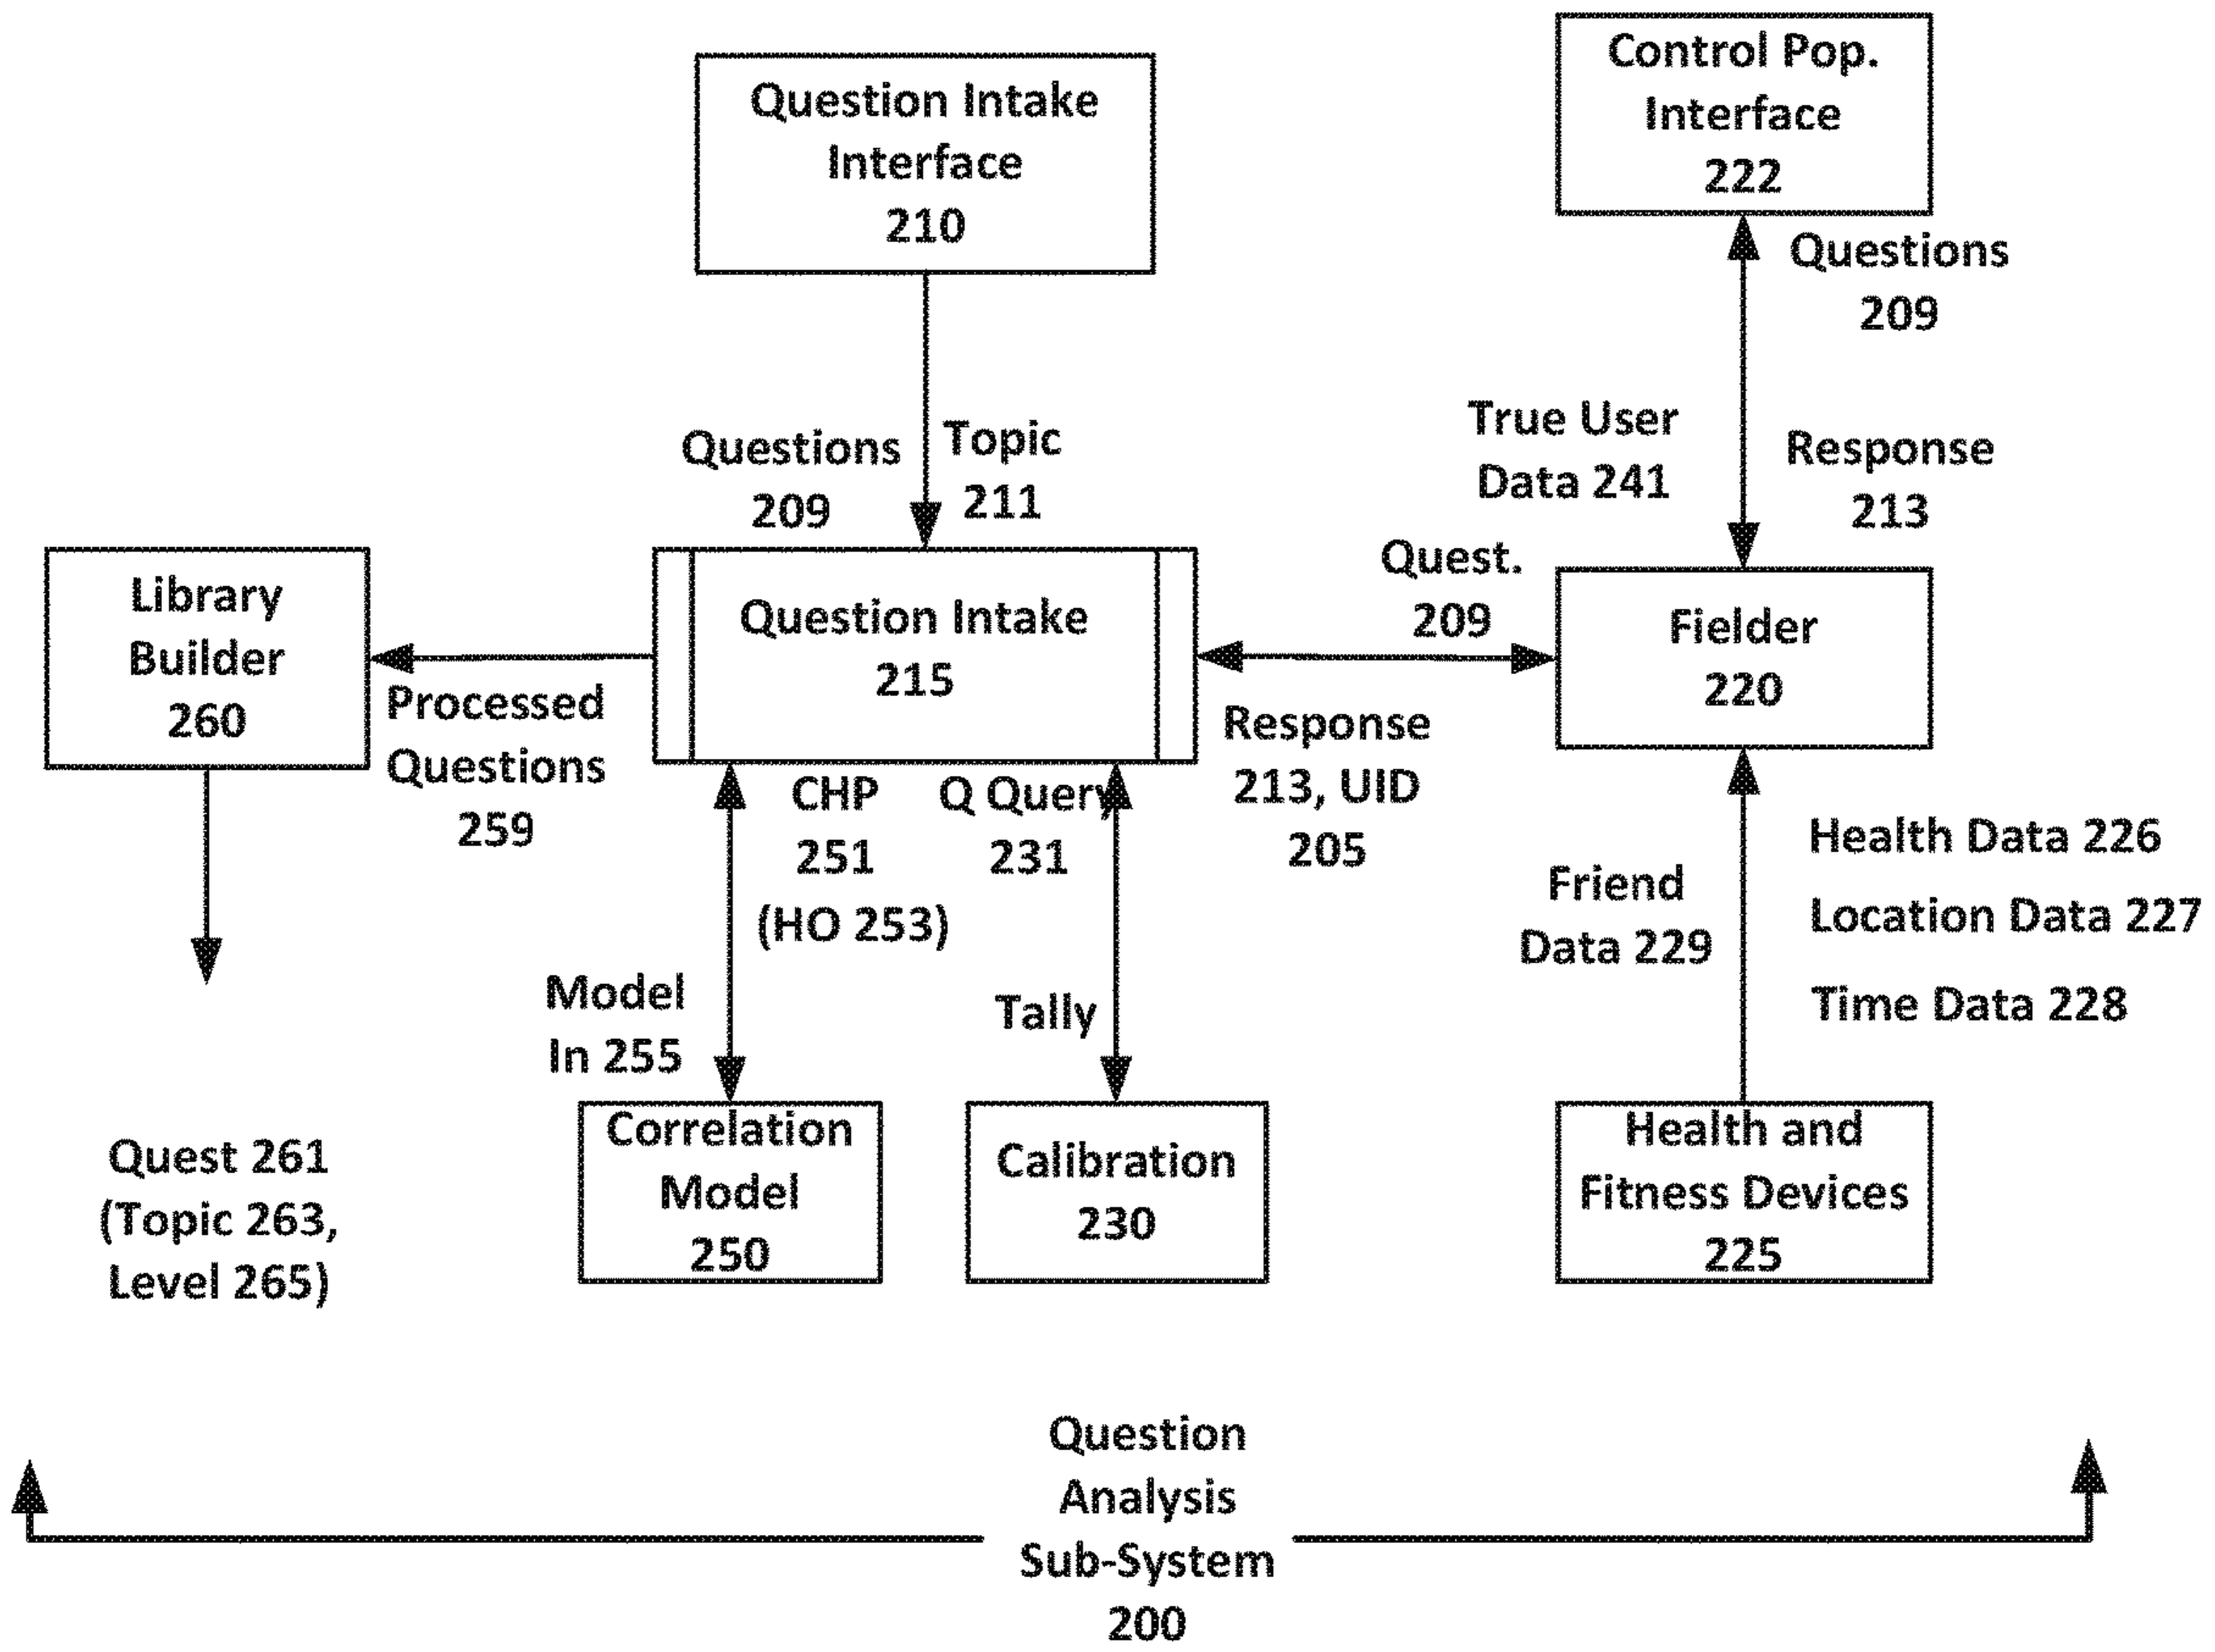 Question Intake
Interface
210
Control Pop.
Interface
222
Questions
209
True User
Data 241
Response
213
Questions
209
Topic
211
Library
Builder
260
Processed
Questions
259
Question Intake
215
Quest.
209
Response
213, UID
205
Fielder
220
CHP
251
(HO 253)
Q Query
231
Model
In 255
Tally
Friend
Data 229
Health Data 226
Location Data 227
Time Data 228
Quest 261
(Topic 263,
Level 265)
Correlation
Model
250
Calibration
230
Health and
Fitness Devices
225
Question
Analysis
Sub-System
200